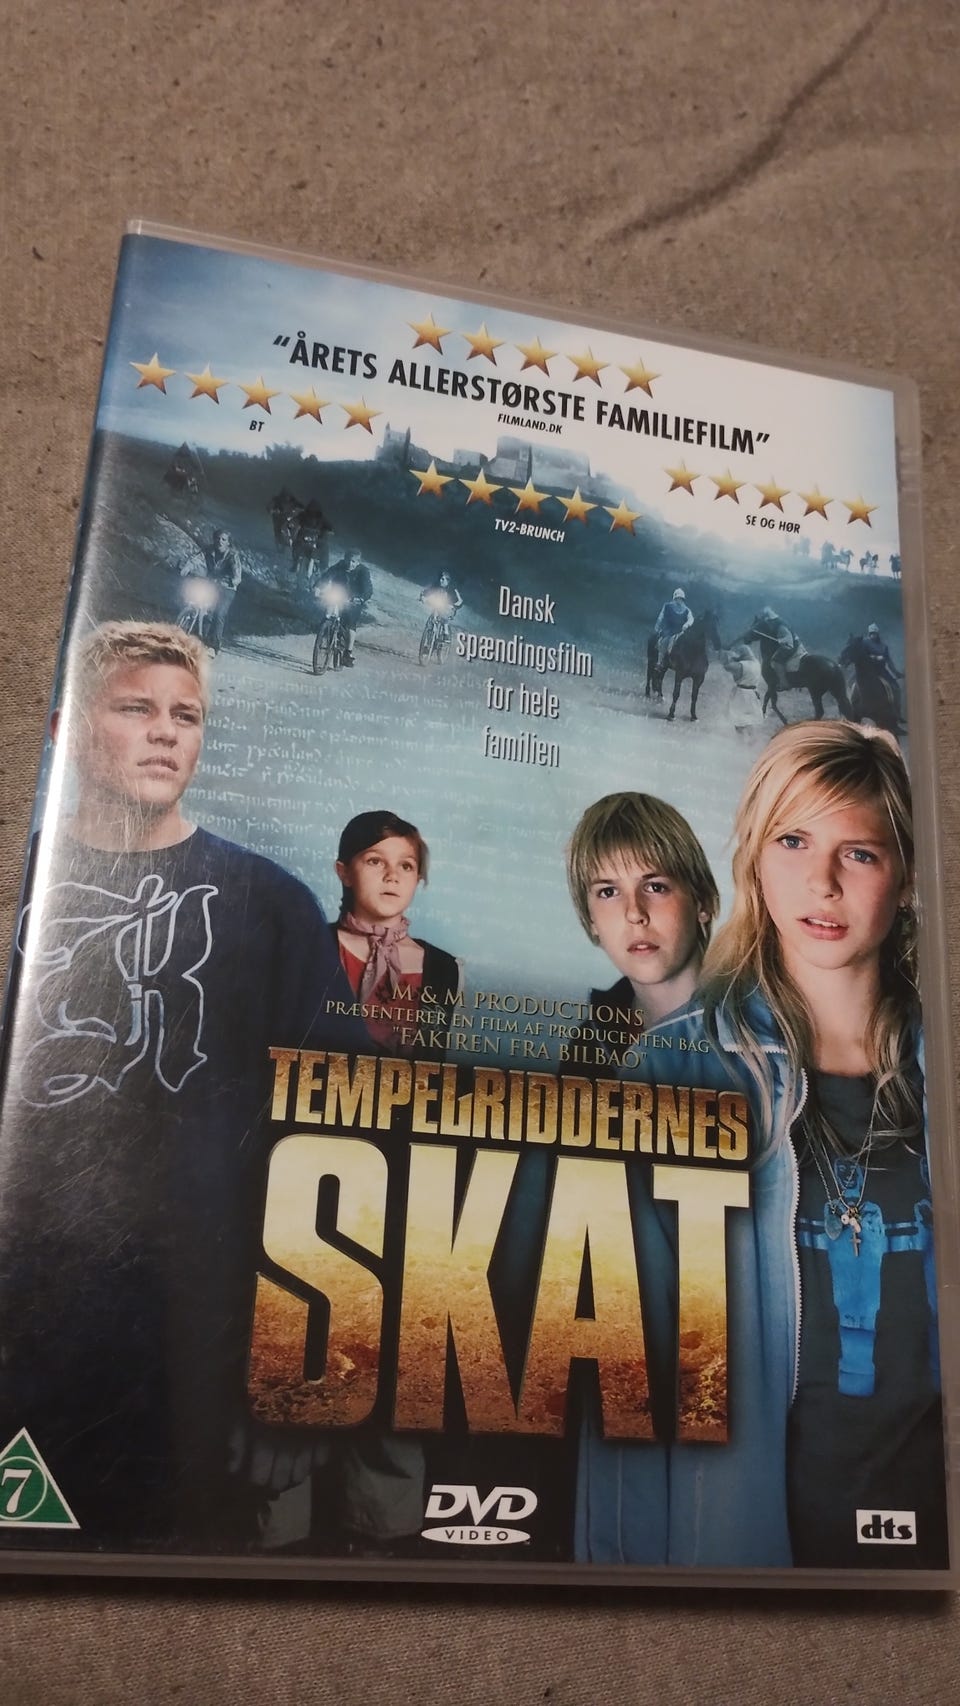 "ÅRETS ALLERSTØRSTE FAMILIEFILM"
FILMLAND.DK
BT
TV2-BRUNCH
SE OG HØR
Dansk
spændingsfilm
for hele
familien
M & M PRODUCTIONS
PRÆSENTERER EN FILM AF PRODUCENTEN BAG
"FAKIREN FRA BILBAO"
TEMPELRIDDERNES
SKAT
7
DVD
VIDEO
dts